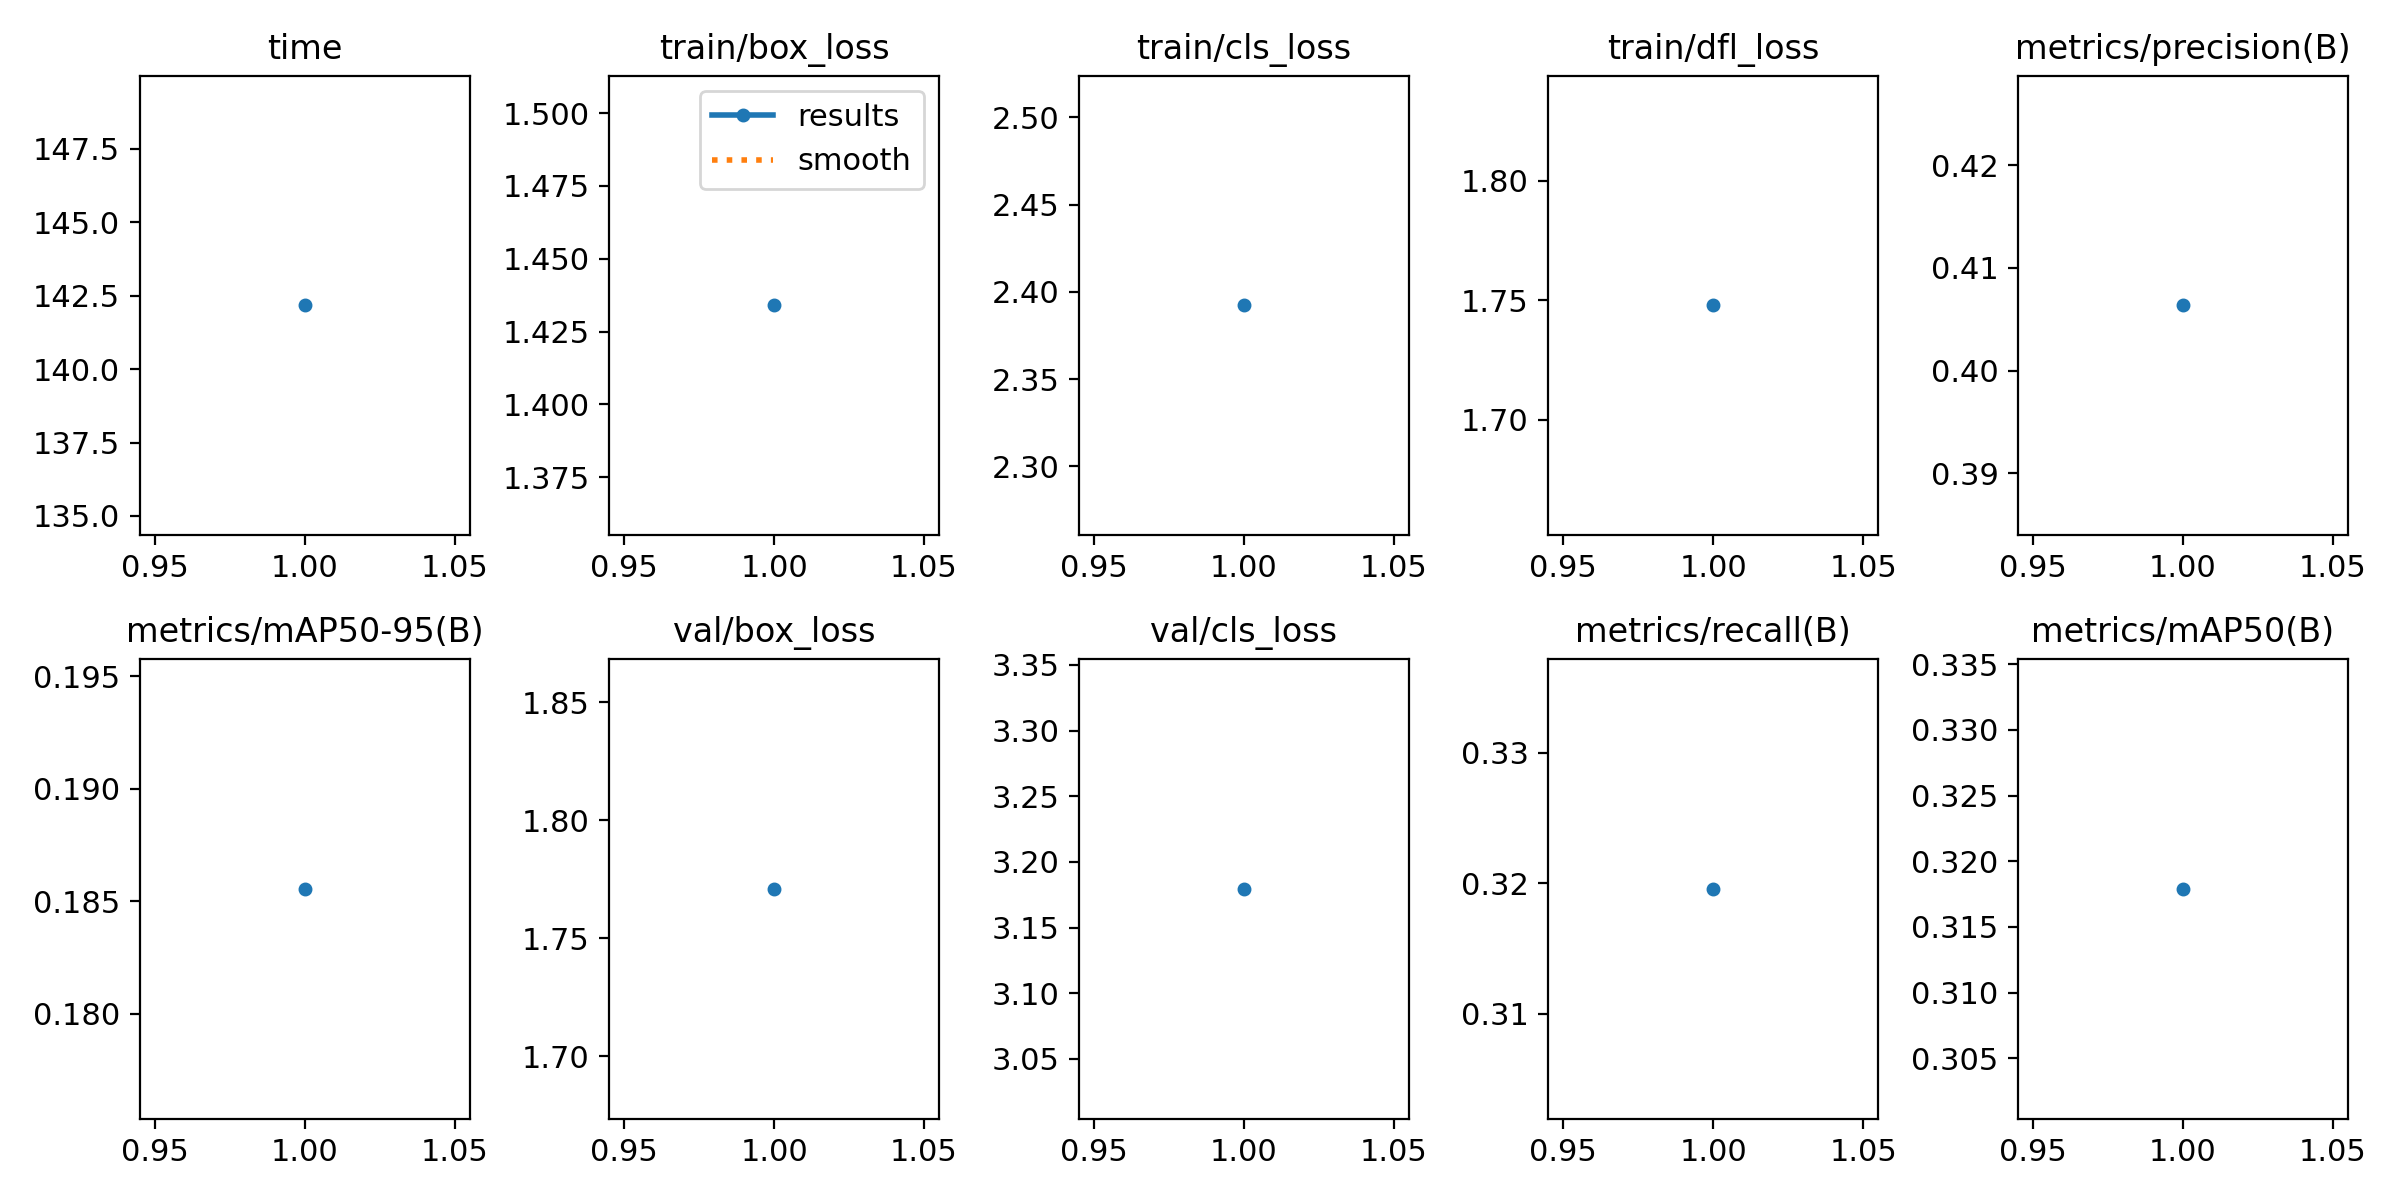 time
147.5
145.0
142.5
140.0
137.5
135.0
0.95 1.00 1.05
train/box_loss
results
smooth
1.500
1.475
1.450
1.425
1.400
1.375
0.95 1.00 1.05
train/cls_loss
2.50
2.45
2.40
2.35
2.30
0.95 1.00 1.05
train/dfl_loss
1.80
1.75
1.70
0.95 1.00 1.05
metrics/precision(B)
0.42
0.41
0.40
0.39
0.95 1.00 1.05
metrics/mAP50-95(B)
0.195
0.190
0.185
0.180
0.95 1.00 1.05
val/box_loss
1.85
1.80
1.75
1.70
0.95 1.00 1.05
val/cls_loss
3.35
3.30
3.25
3.20
3.15
3.10
3.05
0.95 1.00 1.05
metrics/recall(B)
0.33
0.32
0.31
0.95 1.00 1.05
metrics/mAP50(B)
0.335
0.330
0.325
0.320
0.315
0.310
0.305
0.95 1.00 1.05